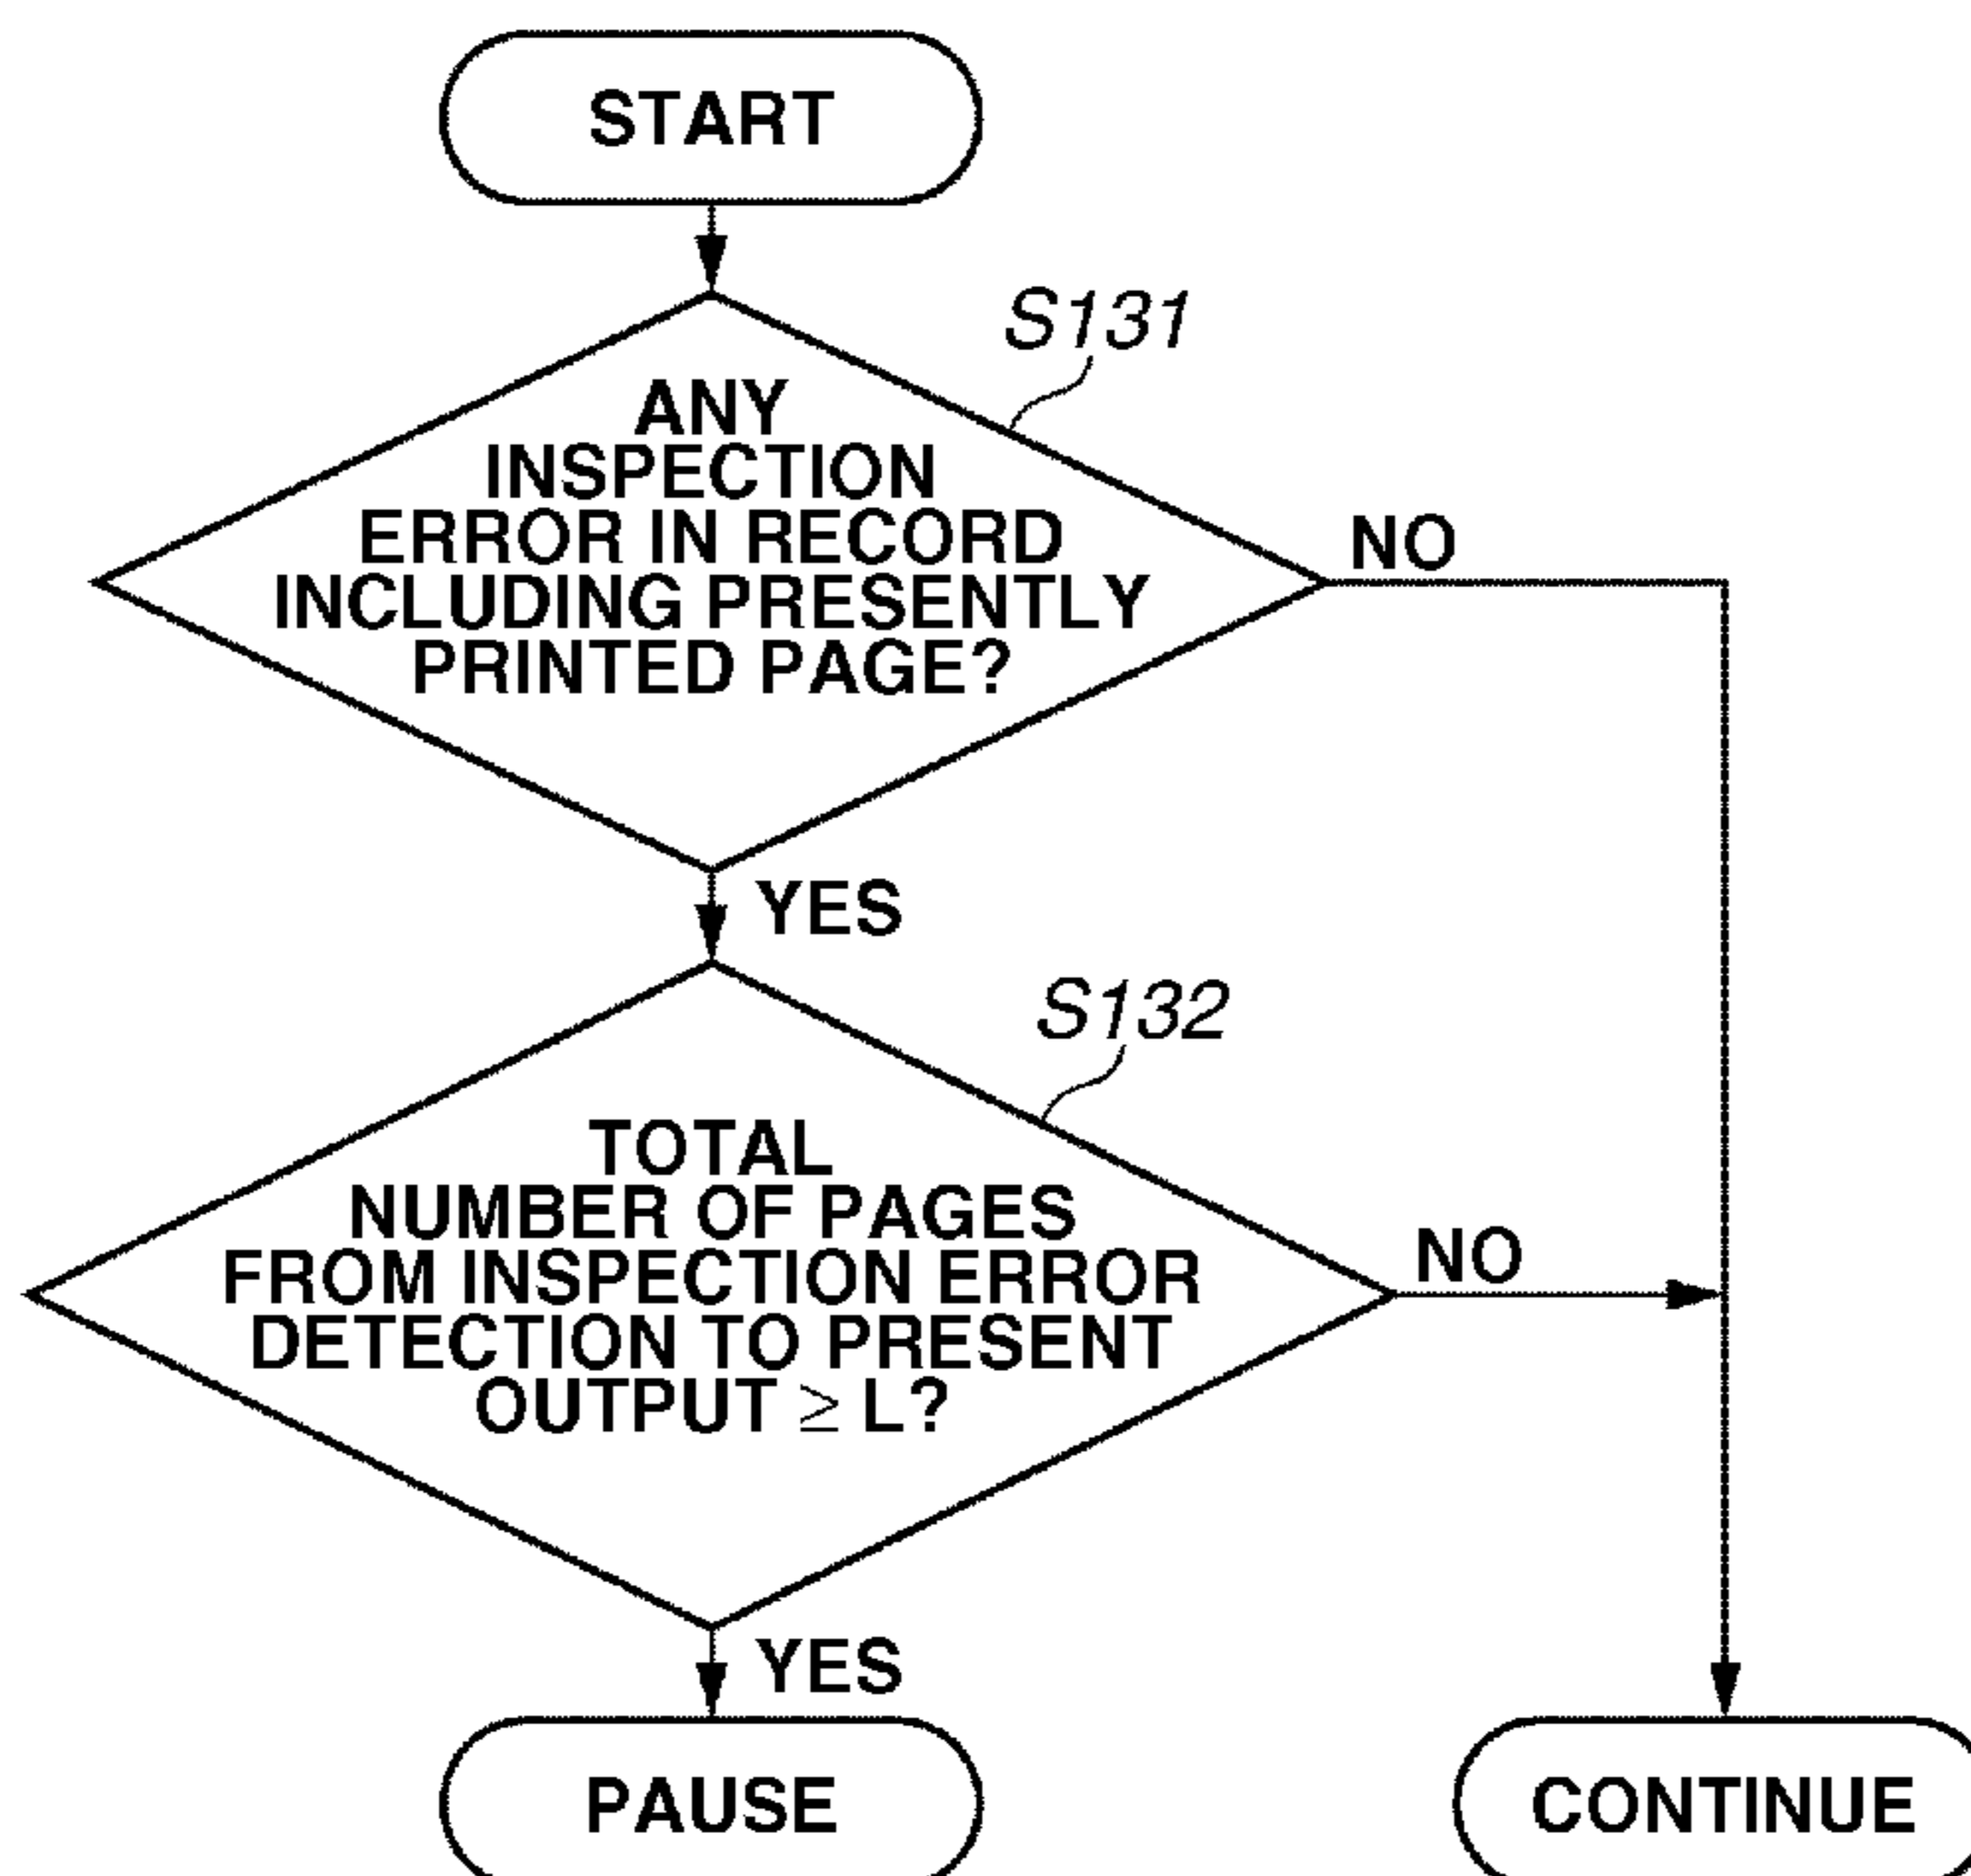 START
S131
ANY
INSPECTION
ERROR IN RECORD
INCLUDING PRESENTLY
PRINTED PAGE?
NO
YES
S132
TOTAL
NUMBER OF PAGES
FROM INSPECTION ERROR
DETECTION TO PRESENT
OUTPUT ≥ L?
NO
YES
PAUSE
CONTINUE